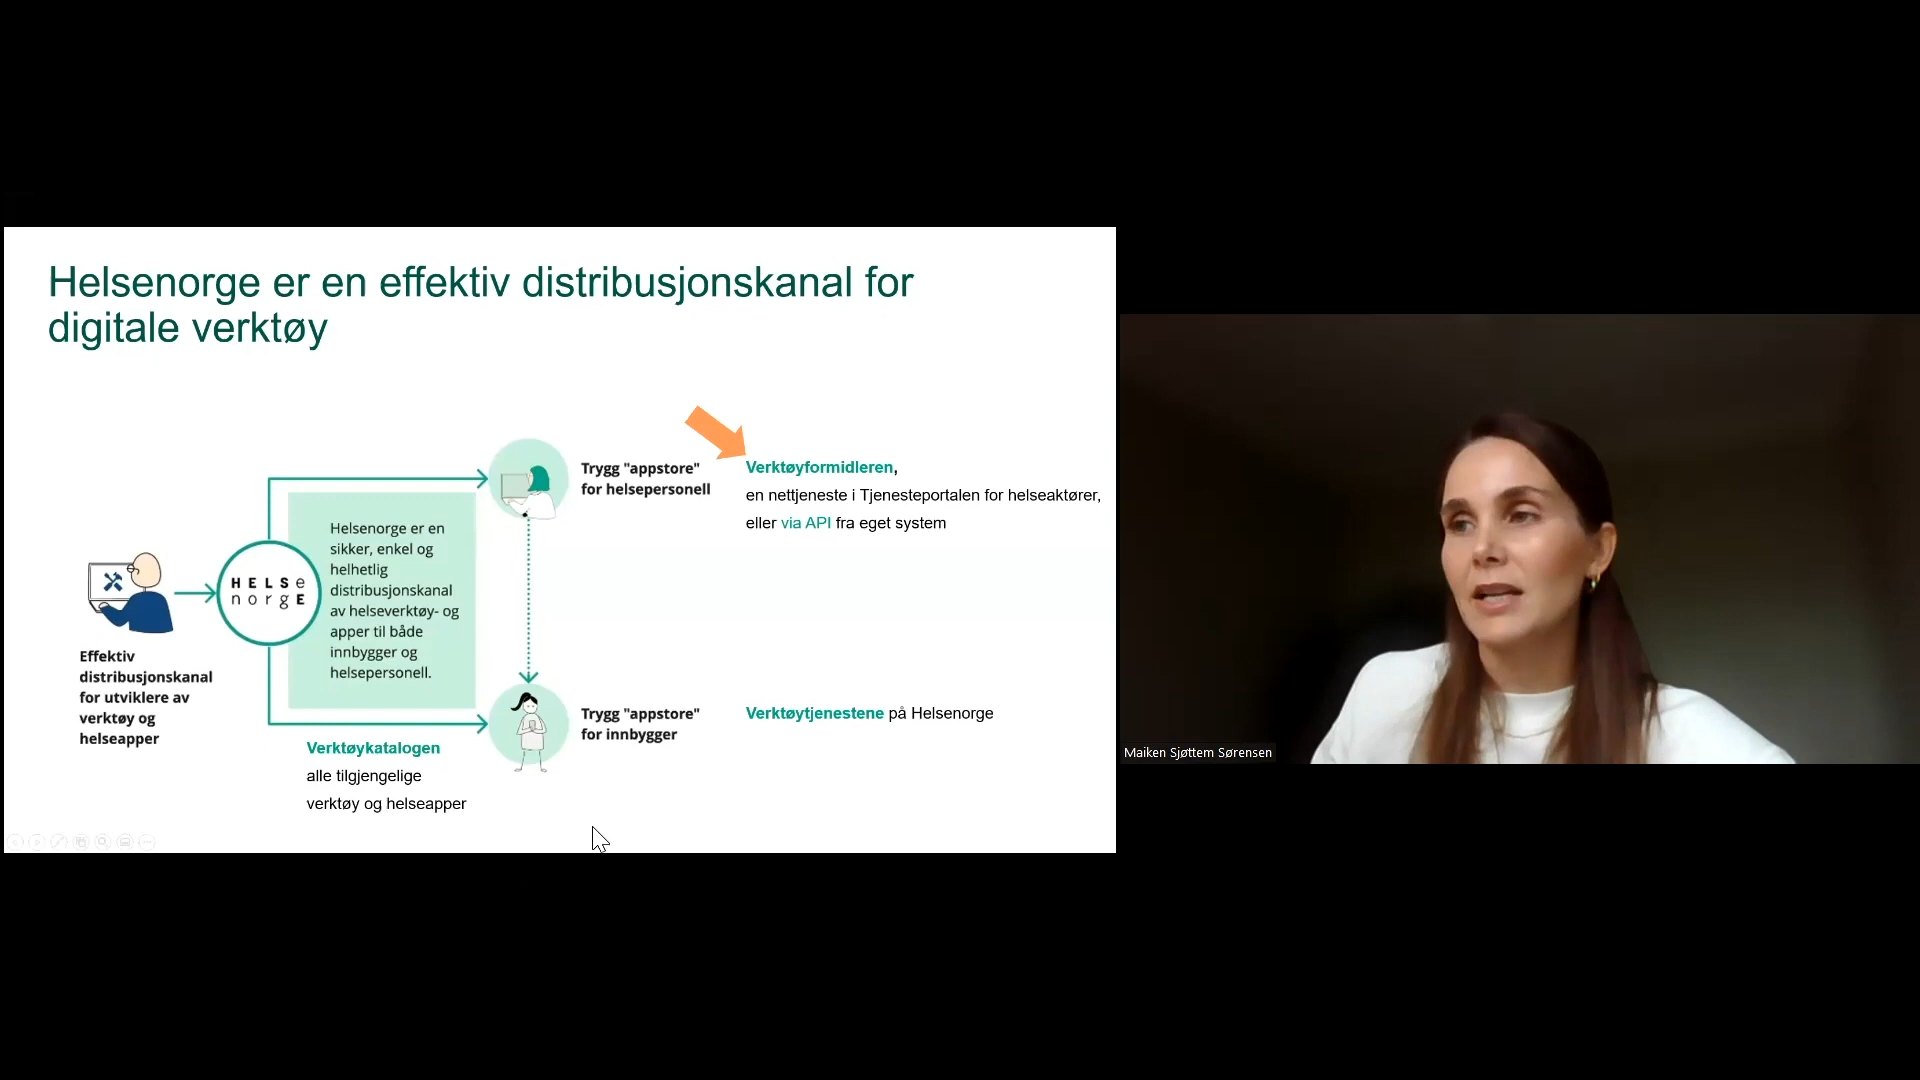 Helsenorge er en effektiv distribusjonskanal for
digitale verktøy
Trygg "appstore"
for helsepersonell
Verktøyformidleren,
en nettjeneste i Tjenesteportalen for helseaktører,
eller via API fra eget system
Helsenorge er en
sikker, enkel og
helhetlig
distribusjonskanal
av helseverktøy- og
apper til både
innbygger og
helsepersonell.
HELSe
norgE
Effektiv
distribusjonskanal
for utviklere av
verktøy og
helseapper
Trygg "appstore"
for innbygger
Verktøytjenestene på Helsenorge
Verktøykatalogen
alle tilgjengelige
verktøy og helseapper
Maiken Sjøttem Sørensen